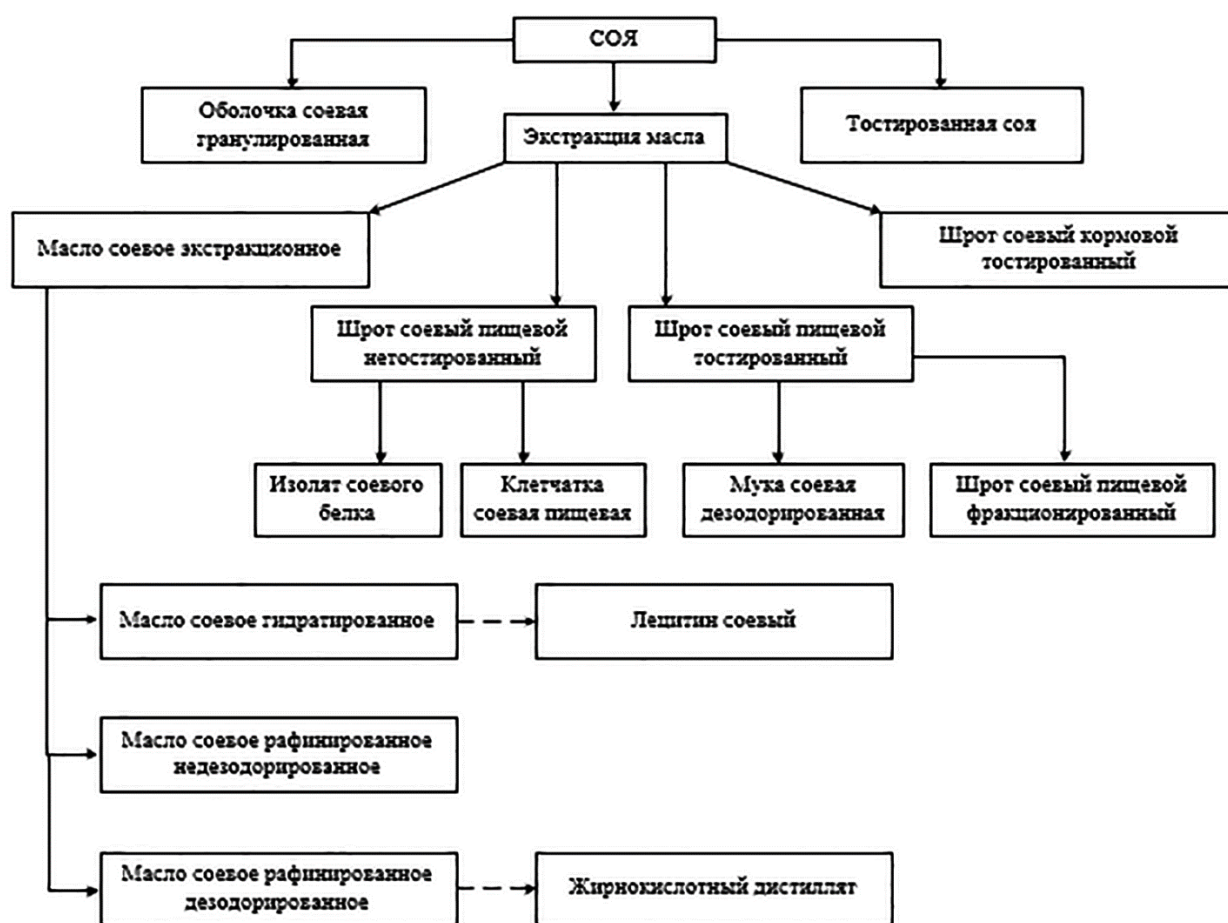 СОЯ
Оболочка соевая
гранулированная
Экстракция масла
Тостированная соя
Масло соевое экстракционное
Шрот соевый кормовой
тостированный
Шрот соевый пищевой
нетостированный
Шрот соевый пищевой
тостированный
Изолят соевого
белка
Клетчатка
соевая пищевая
Мука соевая
дезодорированная
Шрот соевый пищевой
фракционированный
Масло соевое гидратированное
Лецитин соевый
Масло соевое рафинированное
недезодорированное
Масло соевое рафинированное
дезодорированное
Жирнокислотный дистиллят